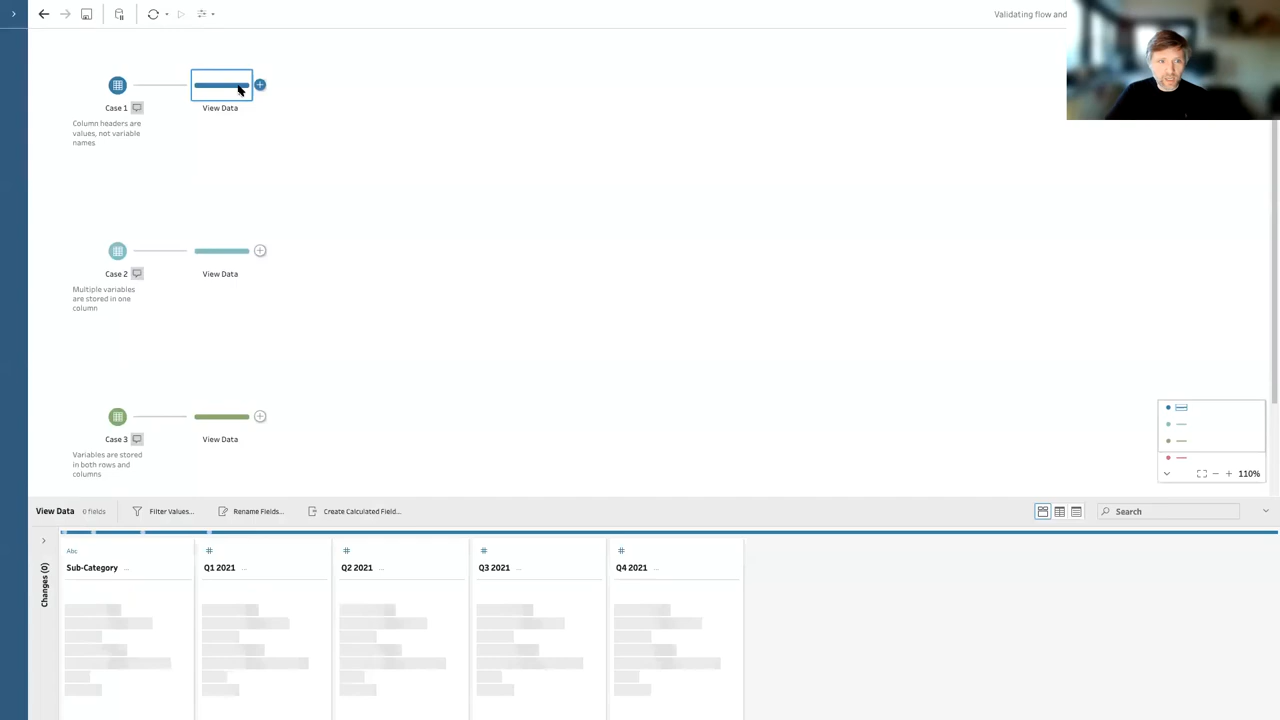 Validating flow and
Case 1
View Data
Column headers are
values, not variable
names
Case 2
View Data
Multiple variables
are stored in one
column
Case 3
View Data
Variables are stored
in both rows and
columns
110%
View Data 0 fields Filter Values... Rename Fields... Create Calculated Field... Search
Changes (0)
Abc # # # #
Sub-Category ... Q1 2021 ... Q2 2021 ... Q3 2021 ... Q4 2021 ...